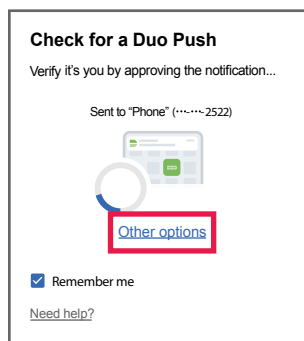 Check for a Duo Push
Verify it's you by approving the notification...
Sent to “Phone” (···-···-2522)
Other options
Remember me
Need help?